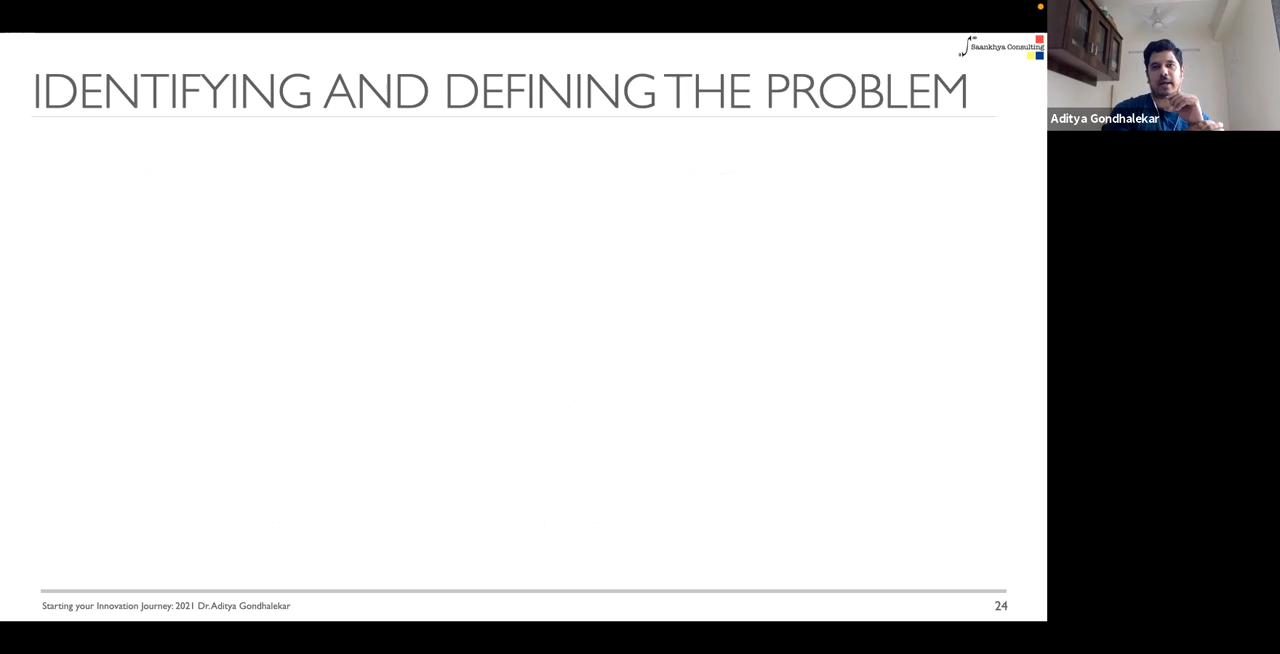 Saankhya Consulting
IDENTIFYING AND DEFINING THE PROBLEM
Aditya Gondhalekar
Starting your Innovation Journey: 2021 Dr. Aditya Gondhalekar
24